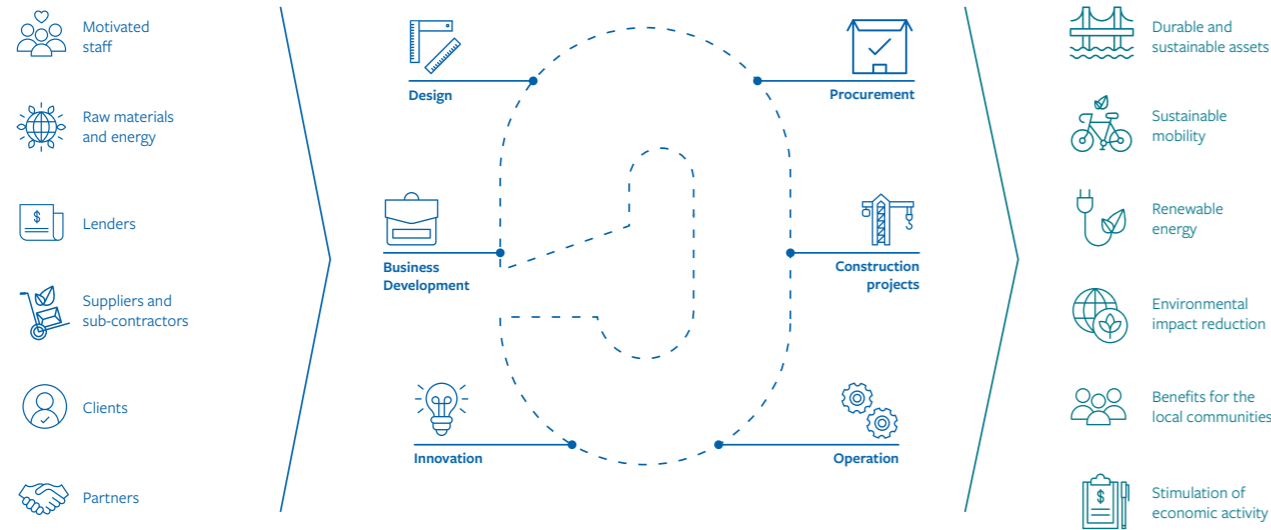 Motivated
staff
Raw materials
and energy
Lenders
$
Suppliers and
sub-contractors
Clients
Partners
Design
Procurement
Business
Development
Construction
projects
Innovation
Operation
Durable and
sustainable assets
Sustainable
mobility
Renewable
energy
Environmental
impact reduction
Benefits for the
local communities
$
Stimulation of
economic activity